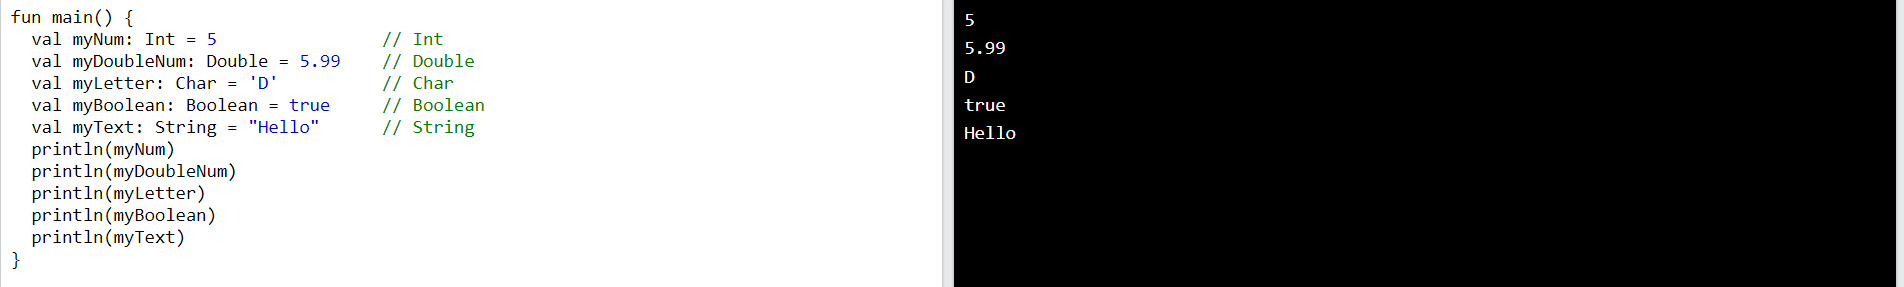 fun main() {
  val myNum: Int = 5                // Int
  val myDoubleNum: Double = 5.99    // Double
  val myLetter: Char = 'D'          // Char
  val myBoolean: Boolean = true     // Boolean
  val myText: String = "Hello"      // String
  println(myNum)
  println(myDoubleNum)
  println(myLetter)
  println(myBoolean)
  println(myText)
}
5
5.99
D
true
Hello